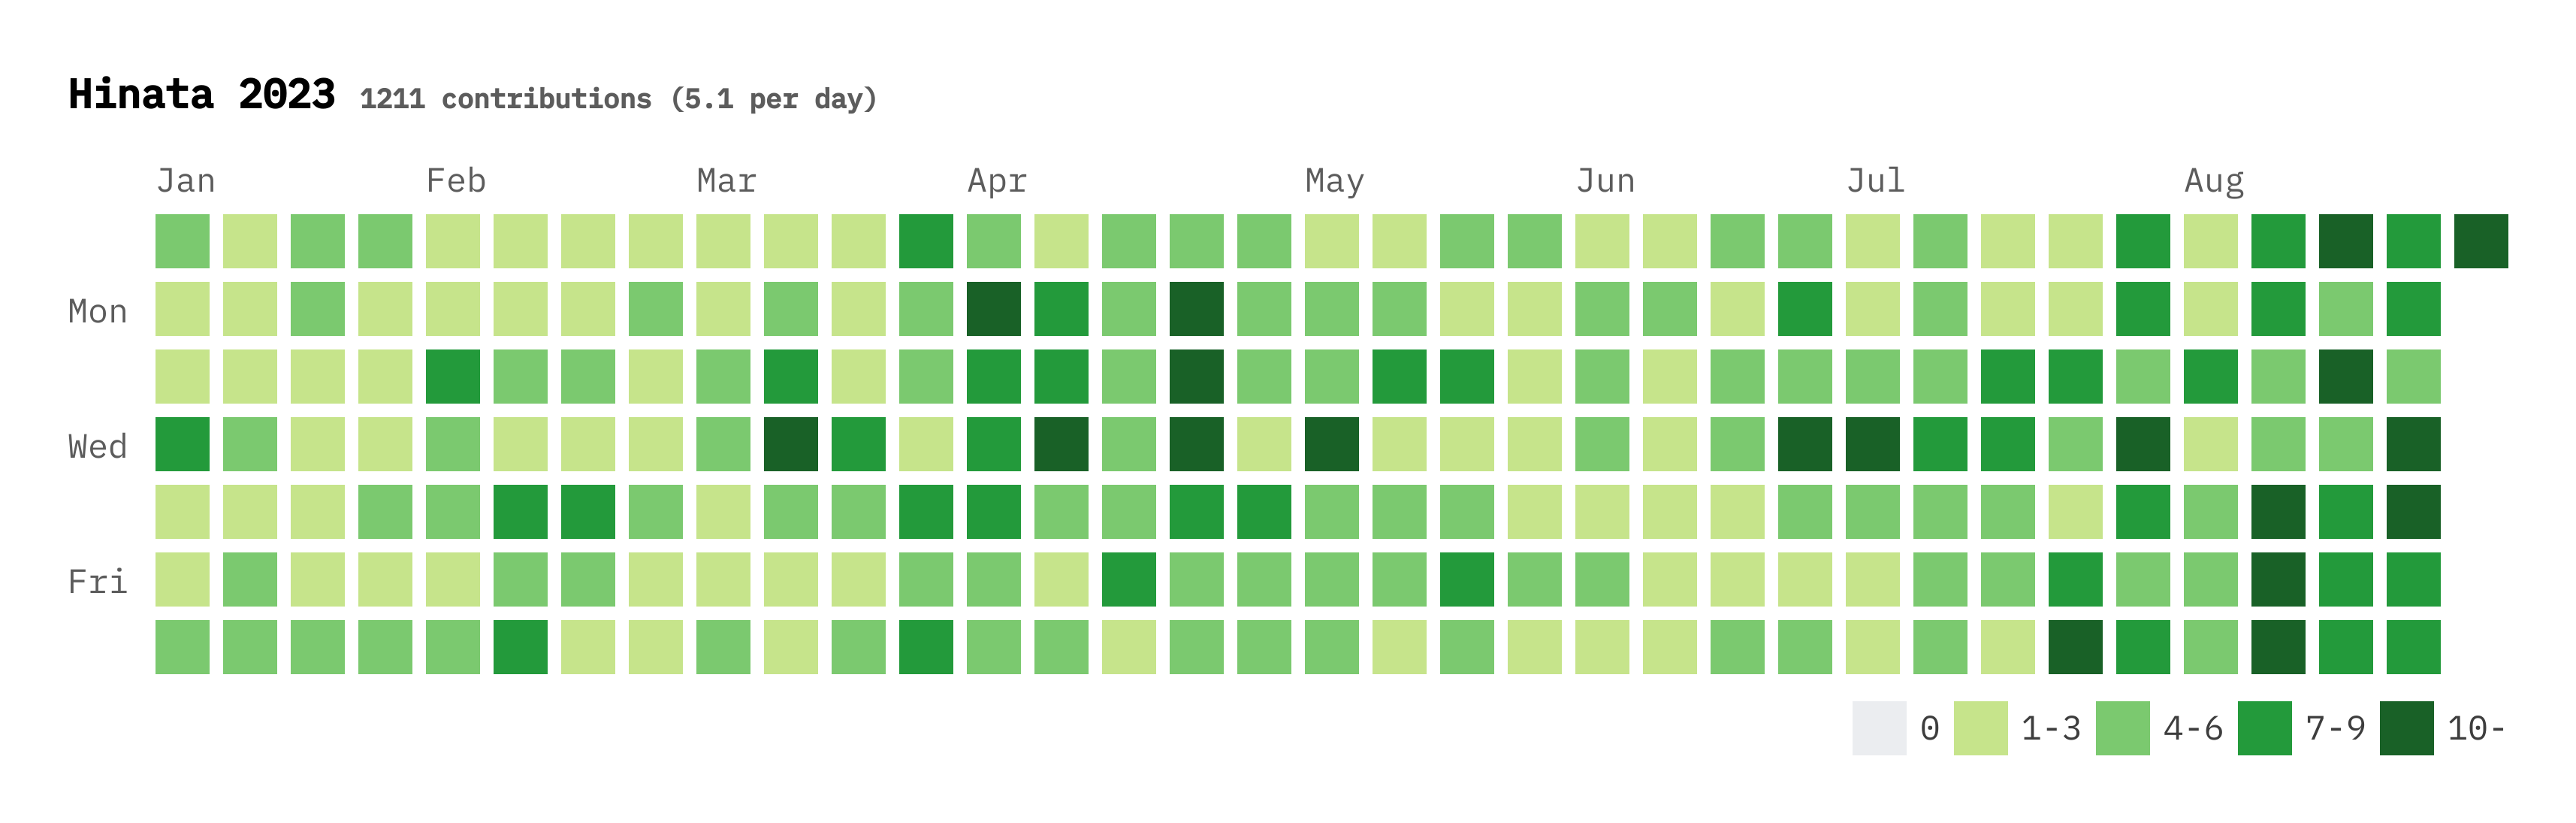 Hinata 2023 1211 contributions (5.1 per day)
Jan Feb Mar Apr May Jun Jul Aug
Mon
Wed
Fri
0 1-3 4-6 7-9 10-